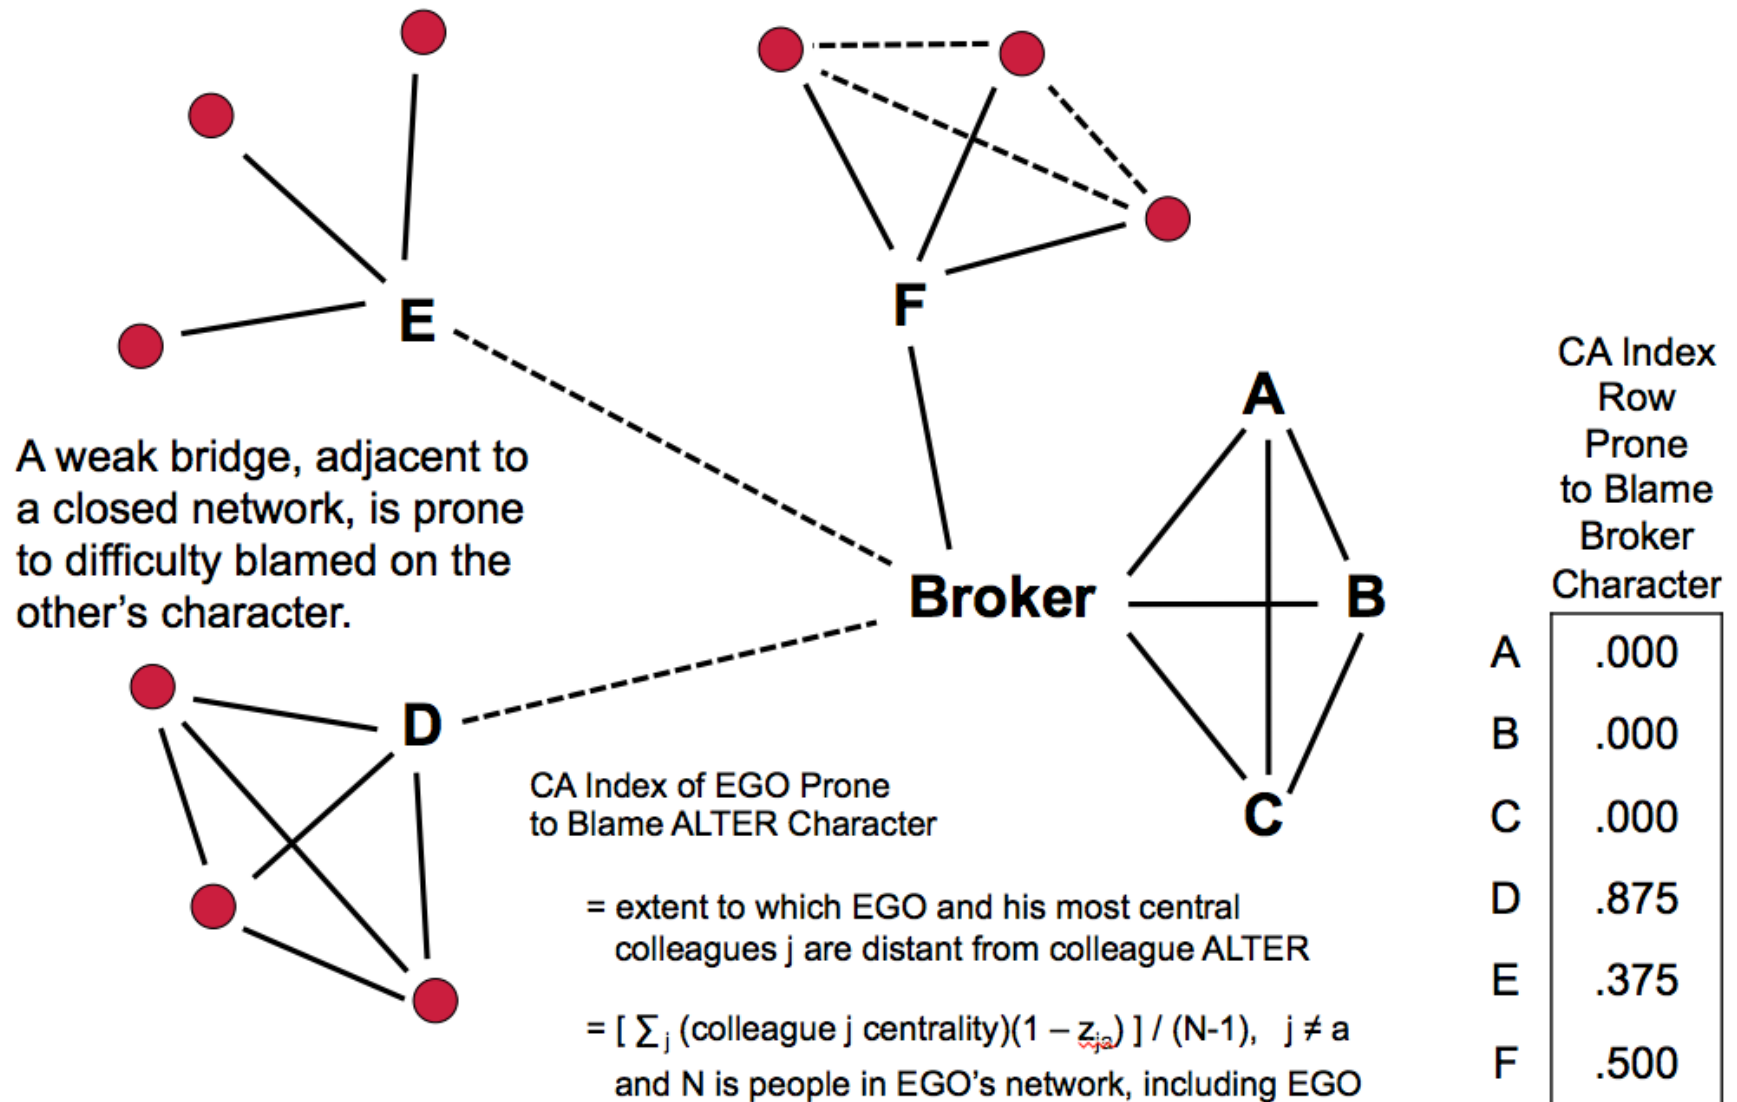 E
F
A
B
C
D
Broker
A weak bridge, adjacent to
a closed network, is prone
to difficulty blamed on the
other’s character.
CA Index of EGO Prone
to Blame ALTER Character
= extent to which EGO and his most central
colleagues j are distant from colleague ALTER
= [ Σj (colleague j centrality)(1 – zja) ] / (N-1),   j ≠ a
and N is people in EGO’s network, including EGO
CA Index
Row
Prone
to Blame
Broker
Character
A .000
B .000
C .000
D .875
E .375
F .500